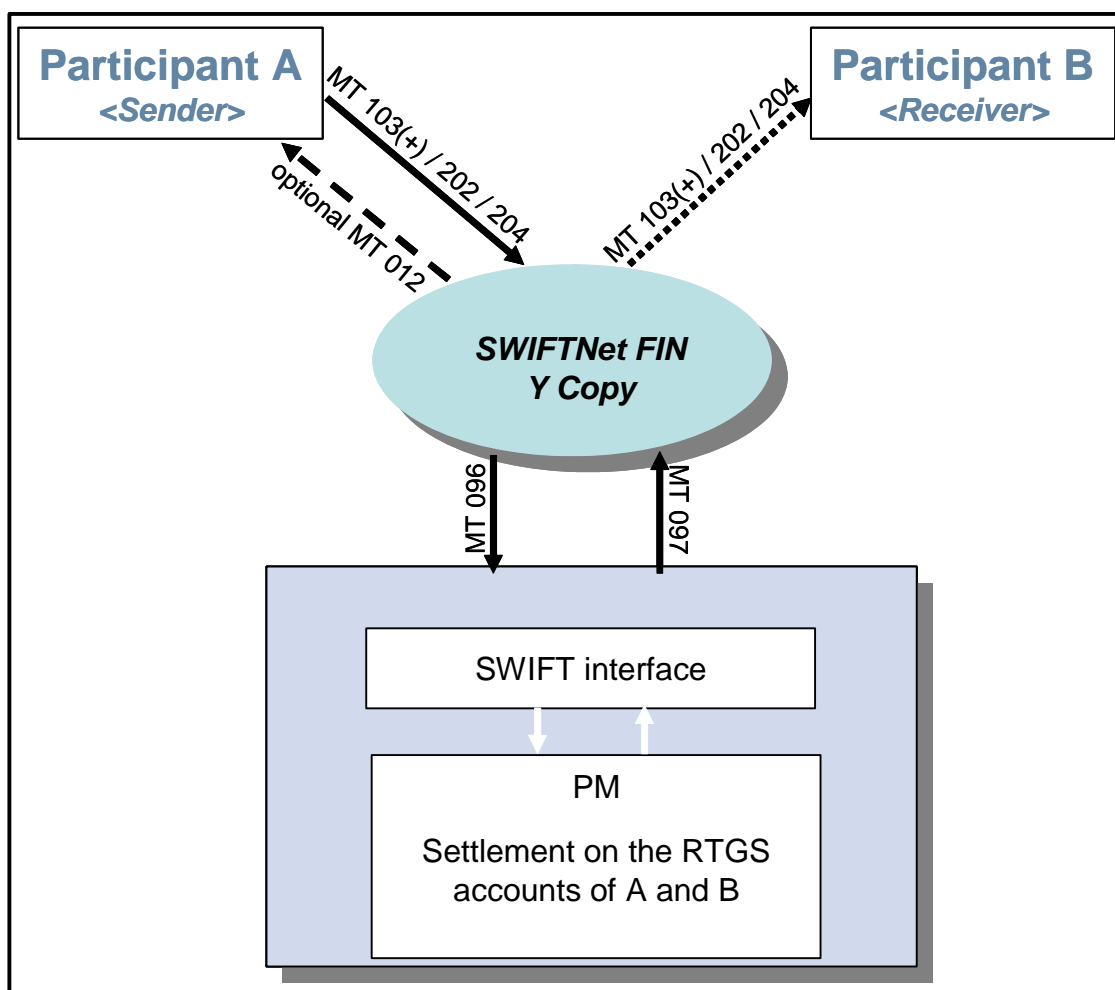 Participant A
<Sender>
Participant B
<Receiver>
MT 103(+) / 202 / 204
optional MT 012
MT 103(+) / 202 / 204
SWIFTNet FIN
Y Copy
MT 096
MT 097
SWIFT interface
PM
Settlement on the RTGS
accounts of A and B